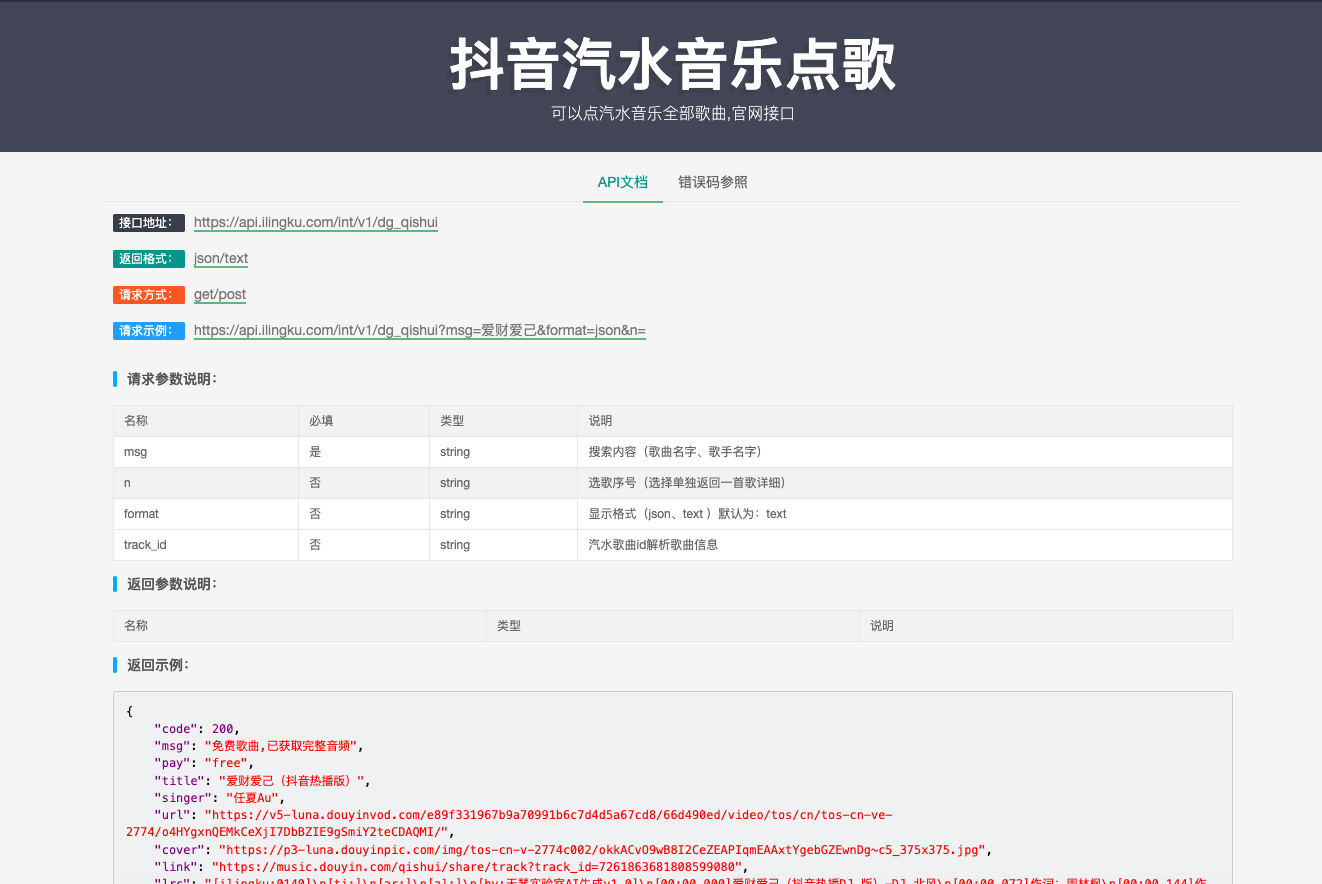 抖音汽水音乐点歌
可以点汽水音乐全部歌曲,官网接口
API文档 错误码参照
接口地址： https://api.ilingku.com/int/v1/dg_qishui
返回格式： json/text
请求方式： get/post
请求示例： https://api.ilingku.com/int/v1/dg_qishui?msg=爱财爱己&format=json&n=
请求参数说明：
名称 必填 类型 说明
msg 是 string 搜索内容（歌曲名字、歌手名字）
n 否 string 选歌序号（选择单独返回一首歌详细）
format 否 string 显示格式（json、text ）默认为：text
track_id 否 string 汽水歌曲id解析歌曲信息
返回参数说明：
名称 类型 说明
返回示例：
{
"code": 200,
"msg": "免费歌曲,已获取完整音频",
"pay": "free",
"title": "爱财爱己（抖音热播版）",
"singer": "任夏Au",
"url": "https://v5-luna.douyinvod.com/e89f331967b9a70991b6c7d4d5a67cd8/66d490ed/video/tos/cn/tos-cn-ve-
2774/o4HYgxnQEMkCeXjI7DbBZIE9gSmiY2teCDAQMI/",
"cover": "https://p3-luna.douyinpic.com/img/tos-cn-v-2774c002/okkACvO9wB8I2CeZEAPIqmEAAxtYgebGZEwnDg~c5_375x375.jpg",
"link": "https://music.douyin.com/qishui/share/track?track_id=7261863681808599080",